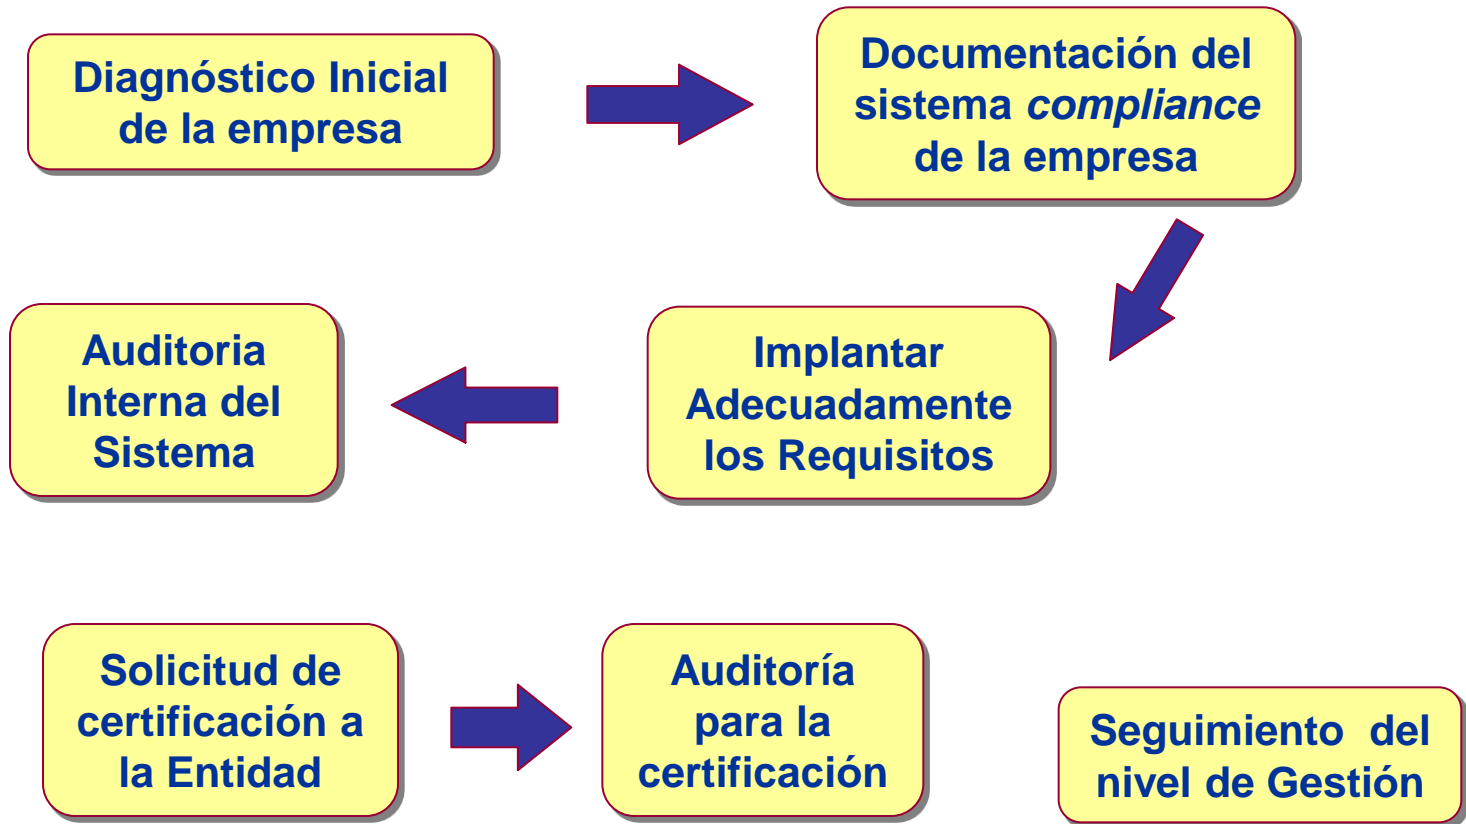 Diagnóstico Inicial
de la empresa
Documentación del
sistema compliance
de la empresa
Auditoria
Interna del
Sistema
Implantar
Adecuadamente
los Requisitos
Solicitud de
certificación a
la Entidad
Auditoría
para la
certificación
Seguimiento  del
nivel de Gestión